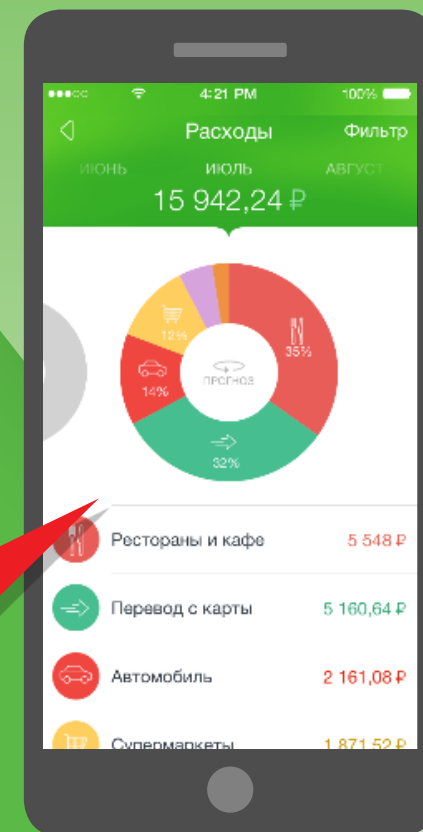 4:21 PM 100%
Расходы Фильтр
ИЮНЬ ИЮЛЬ АВГУСТ
15 942,24 ₽
35%
13%
14%
ПРОГНОЗ
32%
Рестораны и кафе 5 548 ₽
Перевод с карты 5 160,64 ₽
Автомобиль 2 161,08 ₽
Супермаркеты 1 871,52 ₽